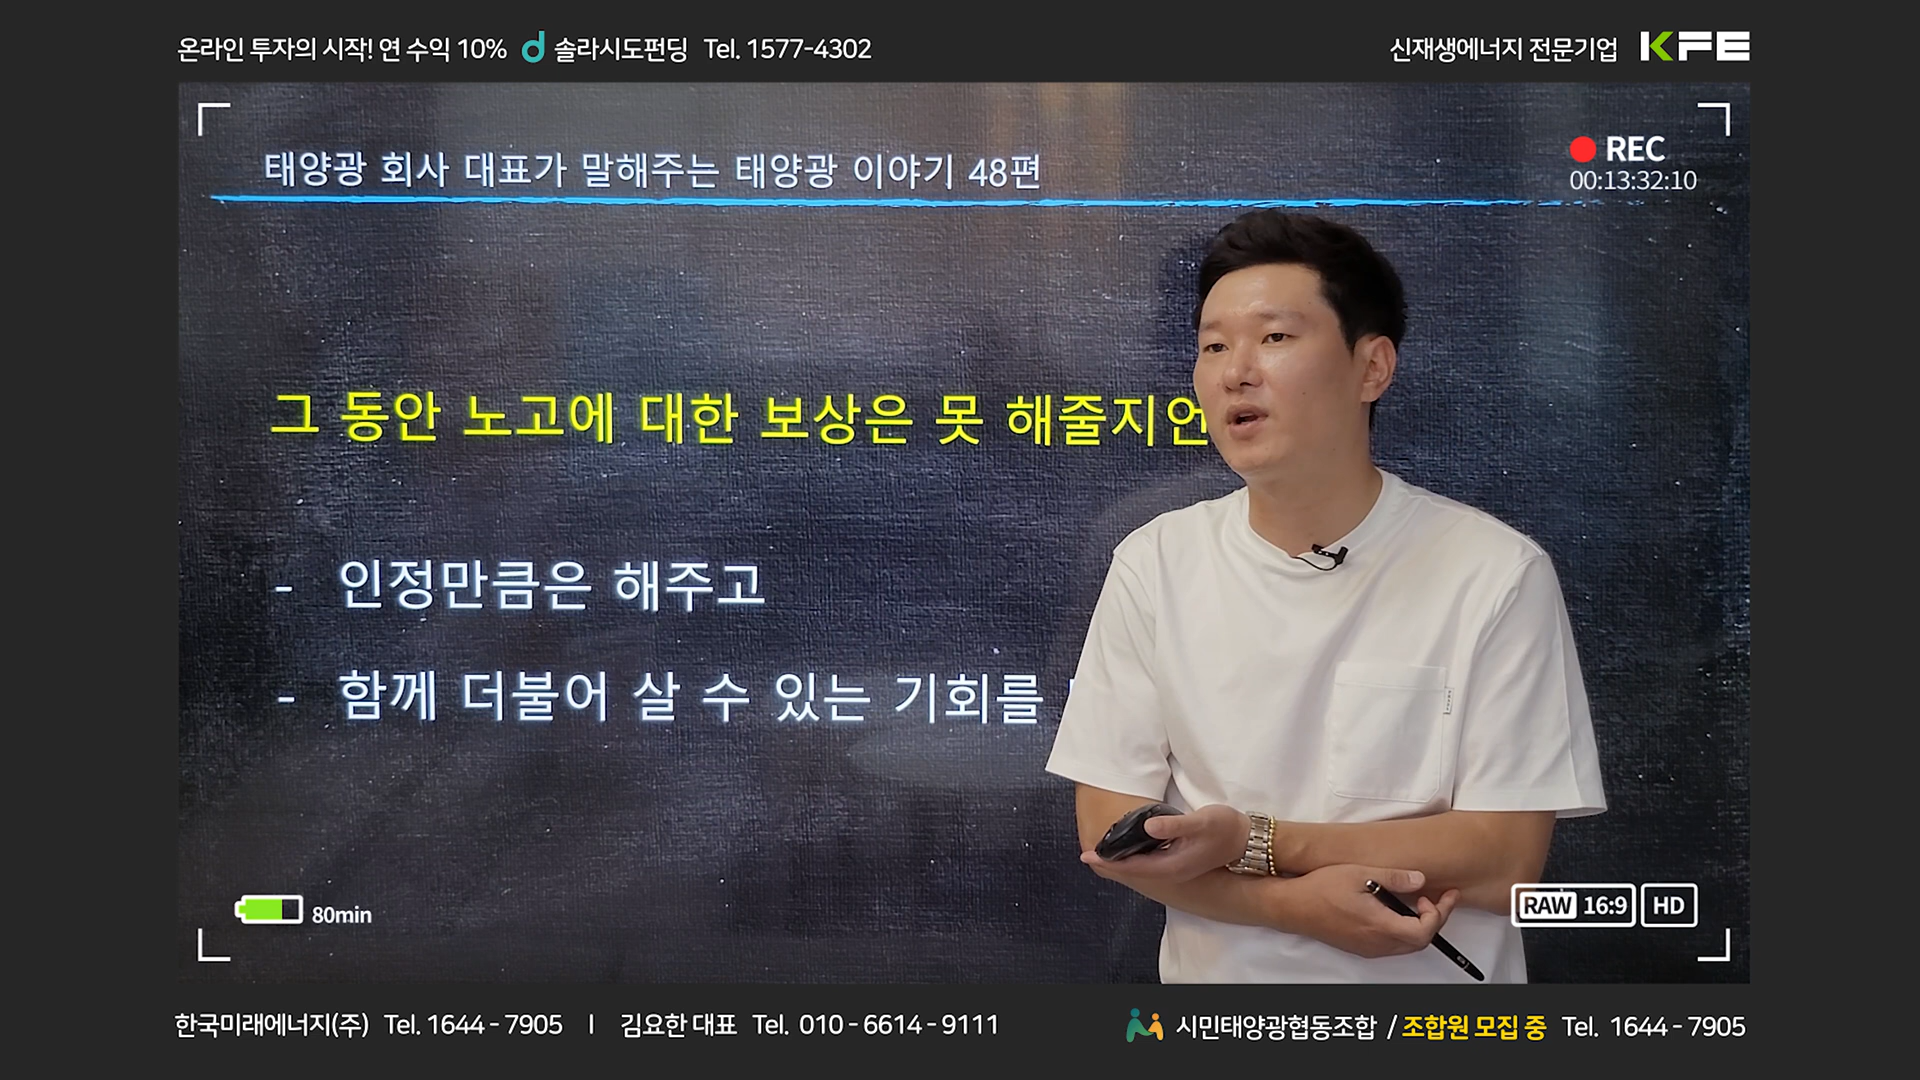 온라인 투자의 시작! 연 수익 10% 솔라시도펀딩 Tel. 1577-4302
신재생에너지 전문기업 KFE
태양광 회사 대표가 말해주는 태양광 이야기 48편
REC
00:13:32:10
그 동안 노고에 대한 보상은 못 해줄지언
- 인정만큼은 해주고
- 함께 더불어 살 수 있는 기회를
80min
RAW 16:9 HD
한국미래에너지(주) Tel. 1644 - 7905 I 김요한 대표 Tel. 010 - 6614 - 9111
시민태양광협동조합 / 조합원 모집 중 Tel. 1644 - 7905